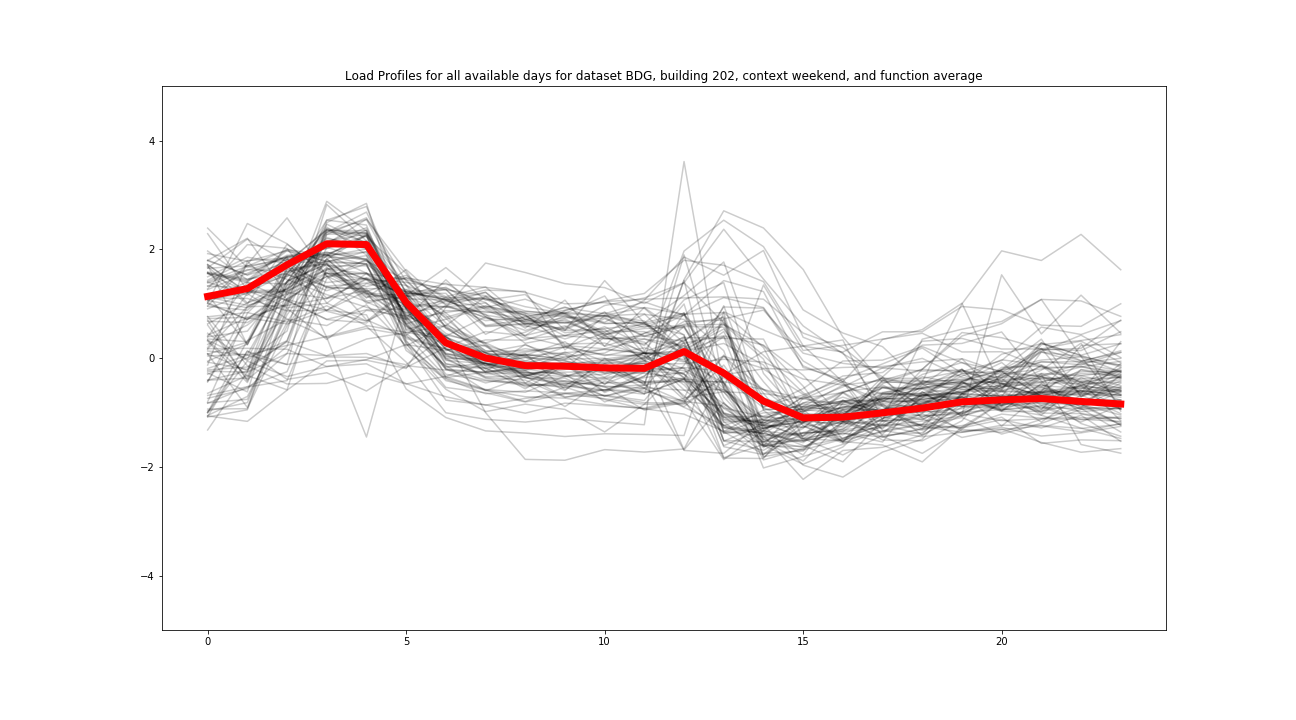 Load Profiles for all available days for dataset BDG, building 202, context weekend, and function average
4
2
0
−2
−4
0 5 10 15 20